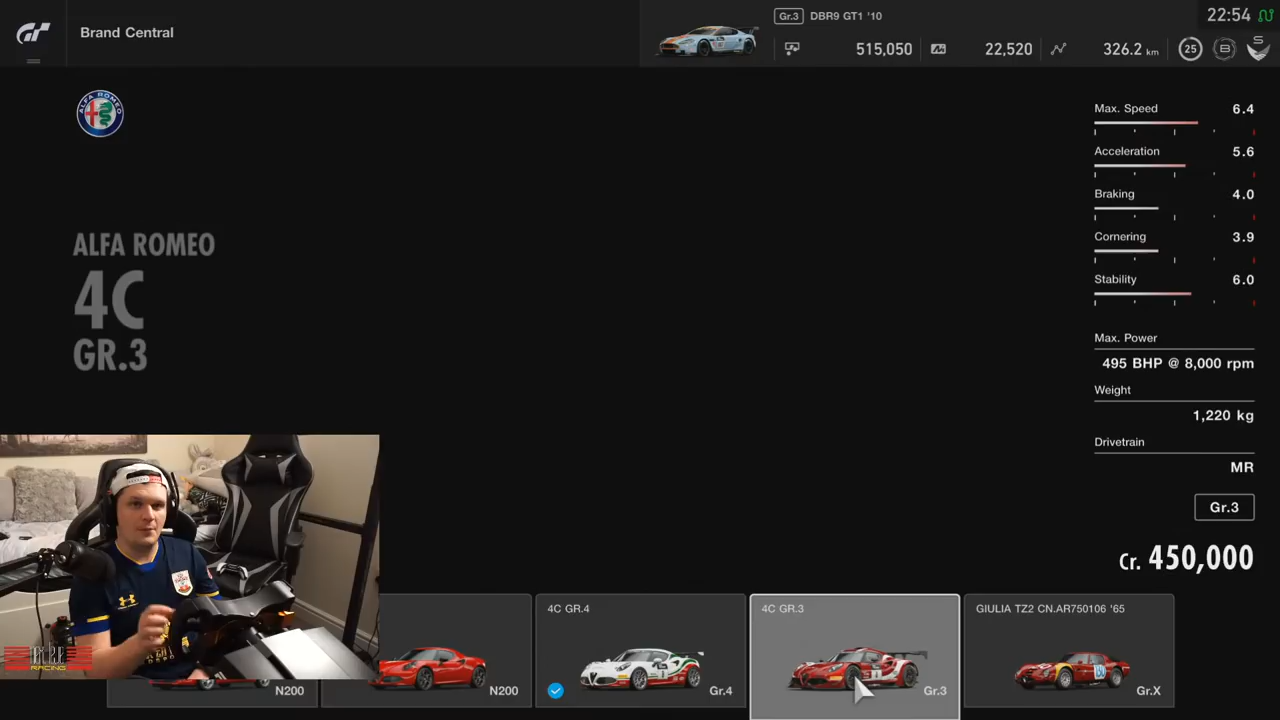 Brand Central
Gr.3 DBR9 GT1 '10
515,050 22,520 326.2 km
22:54
25 B S
ALFA ROMEO
ALFA ROMEO
4C
GR.3
Max. Speed 6.4
Acceleration 5.6
Braking 4.0
Cornering 3.9
Stability 6.0
Max. Power
495 BHP @ 8,000 rpm
Weight
1,220 kg
Drivetrain
MR
Gr.3
Cr. 450,000
N200
N200
4C GR.4
Gr.4
4C GR.3
Gr.3
GIULIA TZ2 CN.AR750106 '65
Gr.X
RACING